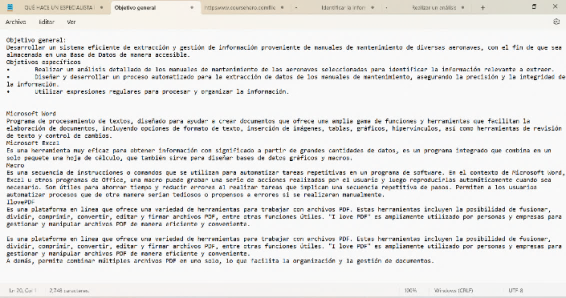 QUÉ HACE UN ESPECIALISTA
Objetivo general
https://www.coursehero.com/file
Identificar la infor
Realizar un análisis
Archivo Editar Ver
Objetivo general:
Desarrollar un sistema eficiente de extracción y gestión de información proveniente de manuales de mantenimiento de diversas aeronaves, con el fin de que sea
almacenada en una Base de Datos de manera accesible.
Objetivos específicos
• Realizar un análisis detallado de los manuales de mantenimiento de las aeronaves seleccionadas para identificar la información relevante a extraer.
• Diseñar y desarrollar un proceso automatizado para la extracción de datos de los manuales de mantenimiento, asegurando la precisión y la integridad de
la información.
• Utilizar expresiones regulares para procesar y organizar la información.
Microsoft Word
Programa de procesamiento de textos, diseñado para ayudar a crear documentos que ofrece una amplia gama de funciones y herramientas que facilitan la
elaboración de documentos, incluyendo opciones de formato de texto, inserción de imágenes, tablas, gráficos, hipervínculos, así como herramientas de revisión
de texto y control de cambios.
Microsoft Excel
Es una herramienta muy eficaz para obtener información con significado a partir de grandes cantidades de datos, es un programa integrado que combina en un
solo paquete una hoja de cálculo, que también sirve para diseñar bases de datos gráficos y macros.
Macro
Es una secuencia de instrucciones o comandos que se utilizan para automatizar tareas repetitivas en un programa de software. En el contexto de Microsoft Word,
Excel u otros programas de Office, una macro puede grabar una serie de acciones realizadas por el usuario y luego reproducirlas automáticamente cuando sea
necesario. Son útiles para ahorrar tiempo y reducir errores al realizar tareas que implican una secuencia repetitiva de pasos. Permiten a los usuarios
automatizar procesos que de otra manera serían tediosos o propensos a errores si se realizaran manualmente.
ilovePDF
Es una plataforma en línea que ofrece una variedad de herramientas para trabajar con archivos PDF. Estas herramientas incluyen la posibilidad de fusionar,
dividir, comprimir, convertir, editar y firmar archivos PDF, entre otras funciones útiles. "I love PDF" es ampliamente utilizado por personas y empresas para
gestionar y manipular archivos PDF de manera eficiente y conveniente.
Es una plataforma en línea que ofrece una variedad de herramientas para trabajar con archivos PDF. Estas herramientas incluyen la posibilidad de fusionar,
dividir, comprimir, convertir, editar y firmar archivos PDF, entre otras funciones útiles. "I love PDF" es ampliamente utilizado por personas y empresas para
gestionar y manipular archivos PDF de manera eficiente y conveniente.
A demás, permite combinar múltiples archivos PDF en uno solo, lo que facilita la organización y la gestión de documentos.
2,748 caracteres. 100% Windows (CRLF) UTF-8